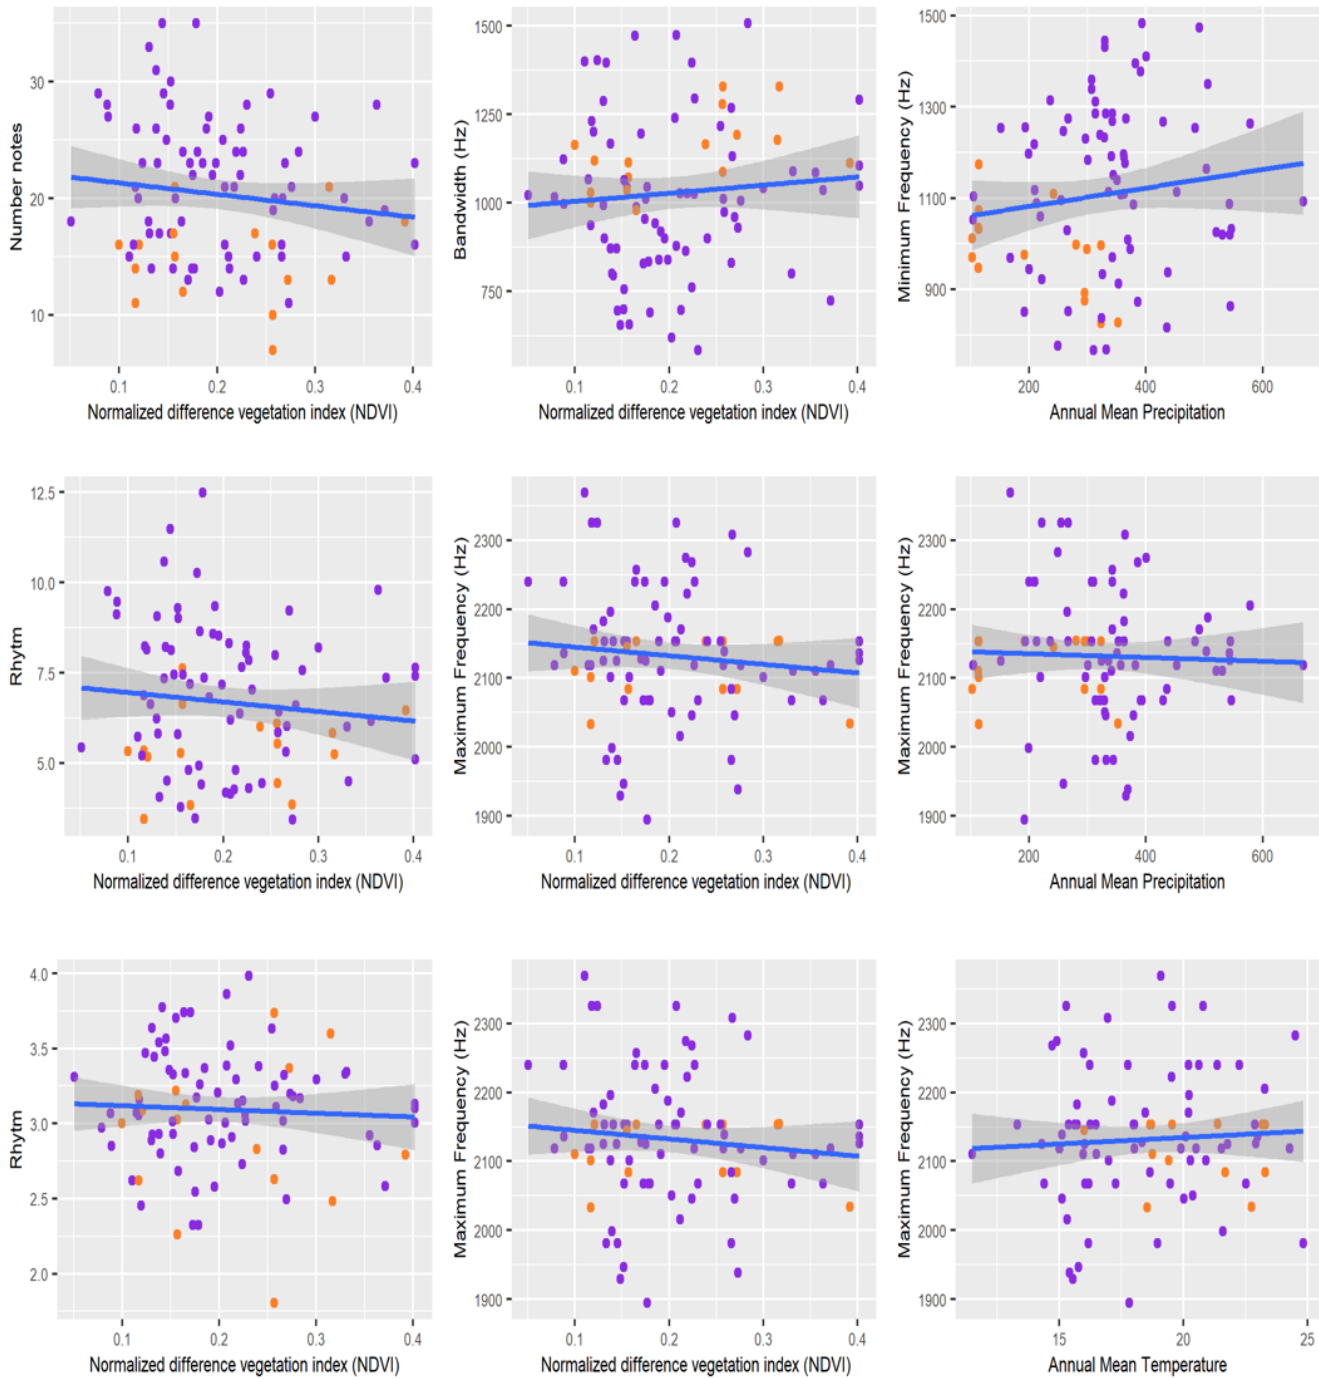 Number notes
30
20
10
0.1 0.2 0.3 0.4
Normalized difference vegetation index (NDVI)
Bandwidth (Hz)
1500
1250
1000
750
0.1 0.2 0.3 0.4
Normalized difference vegetation index (NDVI)
Minimum Frequency (Hz)
1500
1300
1100
900
200 400 600
Annual Mean Precipitation
Rhytm
12.5
10.0
7.5
5.0
0.1 0.2 0.3 0.4
Normalized difference vegetation index (NDVI)
Maximum Frequency (Hz)
2300
2200
2100
2000
1900
0.1 0.2 0.3 0.4
Normalized difference vegetation index (NDVI)
Maximum Frequency (Hz)
2300
2200
2100
2000
1900
200 400 600
Annual Mean Precipitation
Rhytm
4.0
3.5
3.0
2.5
2.0
0.1 0.2 0.3 0.4
Normalized difference vegetation index (NDVI)
Maximum Frequency (Hz)
2300
2200
2100
2000
1900
0.1 0.2 0.3 0.4
Normalized difference vegetation index (NDVI)
Maximum Frequency (Hz)
2300
2200
2100
2000
1900
15 20 25
Annual Mean Temperature